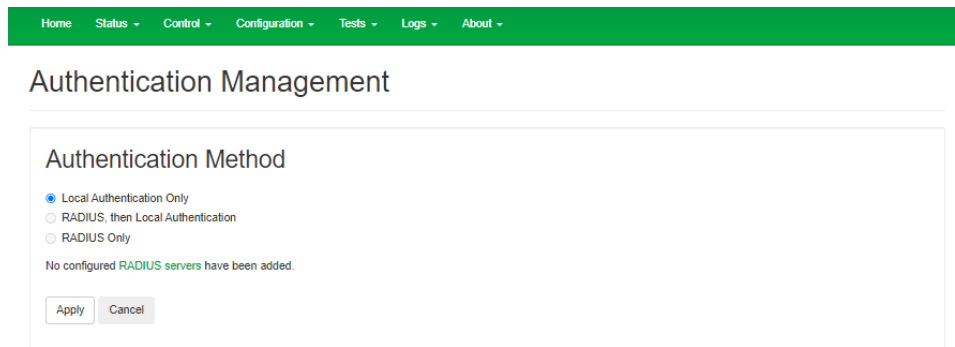 Home Status Control Configuration Tests Logs About
Authentication Management
Authentication Method
Local Authentication Only
RADIUS, then Local Authentication
RADIUS Only
No configured RADIUS servers have been added.
Apply Cancel